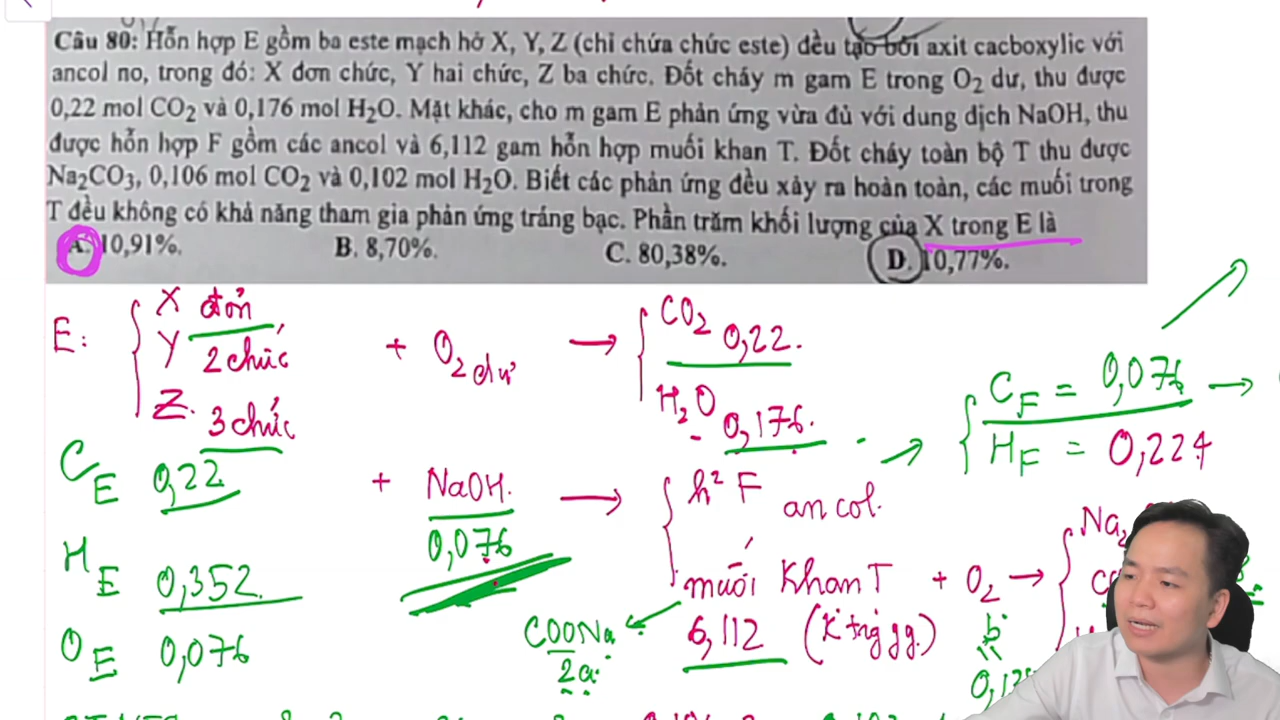 Câu 80: Hỗn hợp E gồm ba este mạch hở X, Y, Z (chỉ chứa chức este) đều tạo bởi axit cacboxylic với
ancol no, trong đó: X đơn chức, Y hai chức, Z ba chức. Đốt cháy m gam E trong O₂ dư, thu được
0,22 mol CO₂ và 0,176 mol H₂O. Mặt khác, cho m gam E phản ứng vừa đủ với dung dịch NaOH, thu
được hỗn hợp F gồm các ancol và 6,112 gam hỗn hợp muối khan T. Đốt cháy toàn bộ T thu được
Na₂CO₃, 0,106 mol CO₂ và 0,102 mol H₂O. Biết các phản ứng đều xảy ra hoàn toàn, các muối trong
T đều không có khả năng tham gia phản ứng tráng bạc. Phần trăm khối lượng của X trong E là
A. 10,91%. B. 8,70%. C. 80,38%. D. 10,77%.
E: X đơn
Y 2 chức
Z. 3 chức
+ O₂ dư → CO₂ 0,22.
H₂O 0,176.
C_F = 0,076 →
H_F = 0,224
C_E 0,22
H_E 0,352
O_E 0,076
+ NaOH. →
0,076
h² F ancol.
muối khan T + O₂ → Na₂
6,112 (K tng gg.)
COONa
2a
b